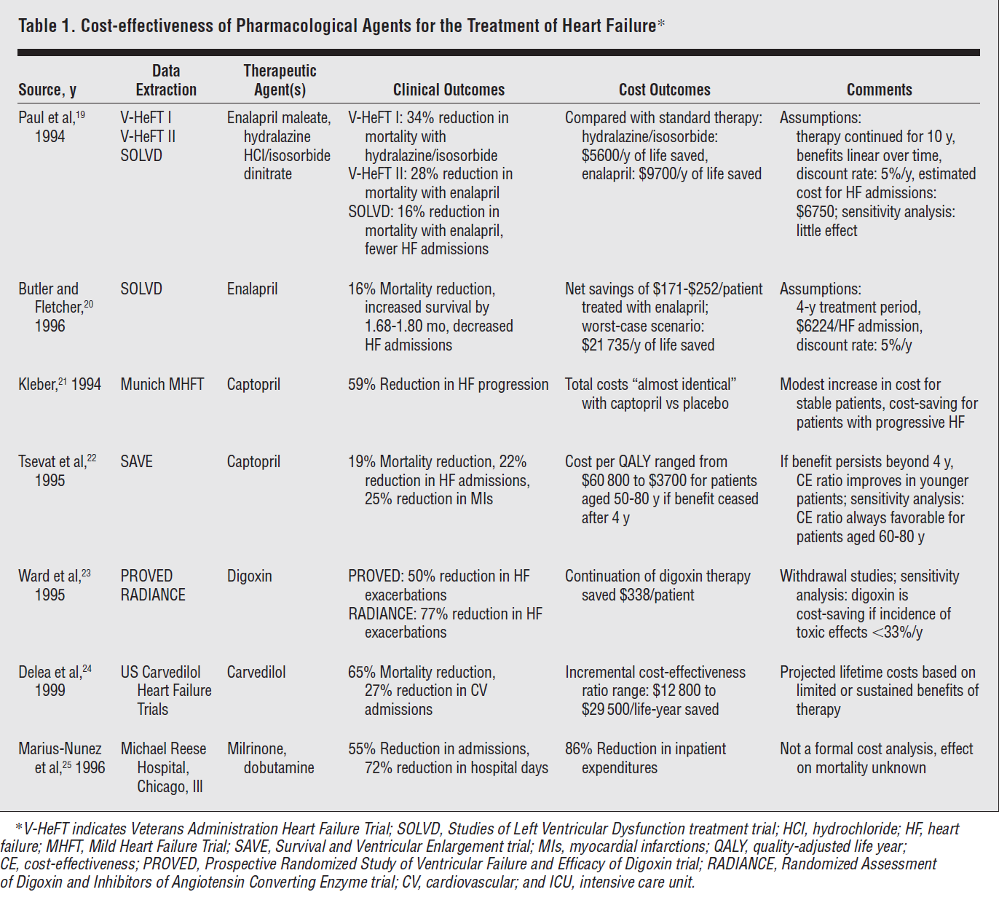 Table 1. Cost-effectiveness of Pharmacological Agents for the Treatment of Heart Failure*
Source, y
Data
Extraction
Therapeutic
Agent(s)
Clinical Outcomes
Cost Outcomes
Comments
Paul et al,19
1994
V-HeFT I
V-HeFT II
SOLVD
Enalapril maleate,
hydralazine
HCl/isosorbide
dinitrate
V-HeFT I: 34% reduction in
mortality with
hydralazine/isosorbide
V-HeFT II: 28% reduction in
mortality with enalapril
SOLVD: 16% reduction in
mortality with enalapril,
fewer HF admissions
Compared with standard therapy:
hydralazine/isosorbide:
$5600/y of life saved,
enalapril: $9700/y of life saved
Assumptions:
therapy continued for 10 y,
benefits linear over time,
discount rate: 5%/y, estimated
cost for HF admissions:
$6750; sensitivity analysis:
little effect
Butler and
Fletcher,20
1996
SOLVD
Enalapril
16% Mortality reduction,
increased survival by
1.68-1.80 mo, decreased
HF admissions
Net savings of $171-$252/patient
treated with enalapril;
worst-case scenario:
$21 735/y of life saved
Assumptions:
4-y treatment period,
$6224/HF admission,
discount rate: 5%/y
Kleber,21 1994
Munich MHFT
Captopril
59% Reduction in HF progression
Total costs “almost identical”
with captopril vs placebo
Modest increase in cost for
stable patients, cost-saving for
patients with progressive HF
Tsevat et al,22
1995
SAVE
Captopril
19% Mortality reduction, 22%
reduction in HF admissions,
25% reduction in MIs
Cost per QALY ranged from
$60 800 to $3700 for patients
aged 50-80 y if benefit ceased
after 4 y
If benefit persists beyond 4 y,
CE ratio improves in younger
patients; sensitivity analysis:
CE ratio always favorable for
patients aged 60-80 y
Ward et al,23
1995
PROVED
RADIANCE
Digoxin
PROVED: 50% reduction in HF
exacerbations
RADIANCE: 77% reduction in HF
exacerbations
Continuation of digoxin therapy
saved $338/patient
Withdrawal studies; sensitivity
analysis: digoxin is
cost-saving if incidence of
toxic effects <33%/y
Delea et al,24
1999
US Carvedilol
Heart Failure
Trials
Carvedilol
65% Mortality reduction,
27% reduction in CV
admissions
Incremental cost-effectiveness
ratio range: $12 800 to
$29 500/life-year saved
Projected lifetime costs based on
limited or sustained benefits of
therapy
Marius-Nunez
et al,25 1996
Michael Reese
Hospital,
Chicago, Ill
Milrinone,
dobutamine
55% Reduction in admissions,
72% reduction in hospital days
86% Reduction in inpatient
expenditures
Not a formal cost analysis, effect
on mortality unknown
*V-HeFT indicates Veterans Administration Heart Failure Trial; SOLVD, Studies of Left Ventricular Dysfunction treatment trial; HCl, hydrochloride; HF, heart
failure; MHFT, Mild Heart Failure Trial; SAVE, Survival and Ventricular Enlargement trial; MIs, myocardial infarctions; QALY, quality-adjusted life year;
CE, cost-effectiveness; PROVED, Prospective Randomized Study of Ventricular Failure and Efficacy of Digoxin trial; RADIANCE, Randomized Assessment
of Digoxin and Inhibitors of Angiotensin Converting Enzyme trial; CV, cardiovascular; and ICU, intensive care unit.